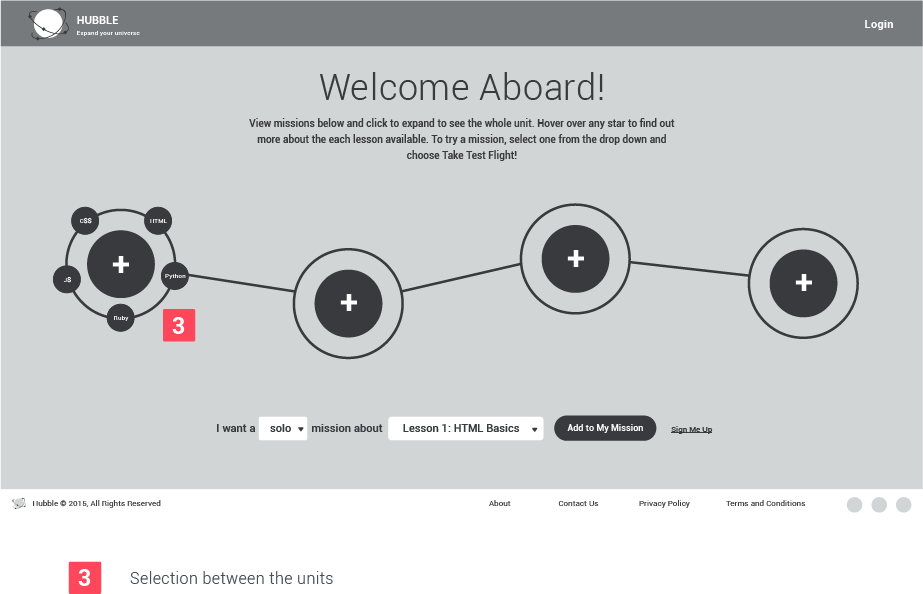 HUBBLE
Expand your universe
Login
Welcome Aboard!
View missions below and click to expand to see the whole unit. Hover over any star to find out
more about the each lesson available. To try a mission, select one from the drop down and
choose Take Test Flight!
CSS
HTML
JS
Python
Ruby
3
I want a solo mission about Lesson 1: HTML Basics Add to My Mission Sign Me Up
Hubble © 2015, All Rights Reserved About Contact Us Privacy Policy Terms and Conditions
3 Selection between the units